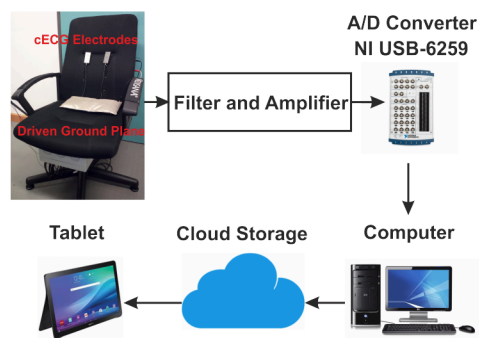 A/D Converter
NI USB-6259
cECG Electrodes
Driven Ground Plane
Filter and Amplifier
Tablet
Cloud Storage
Computer